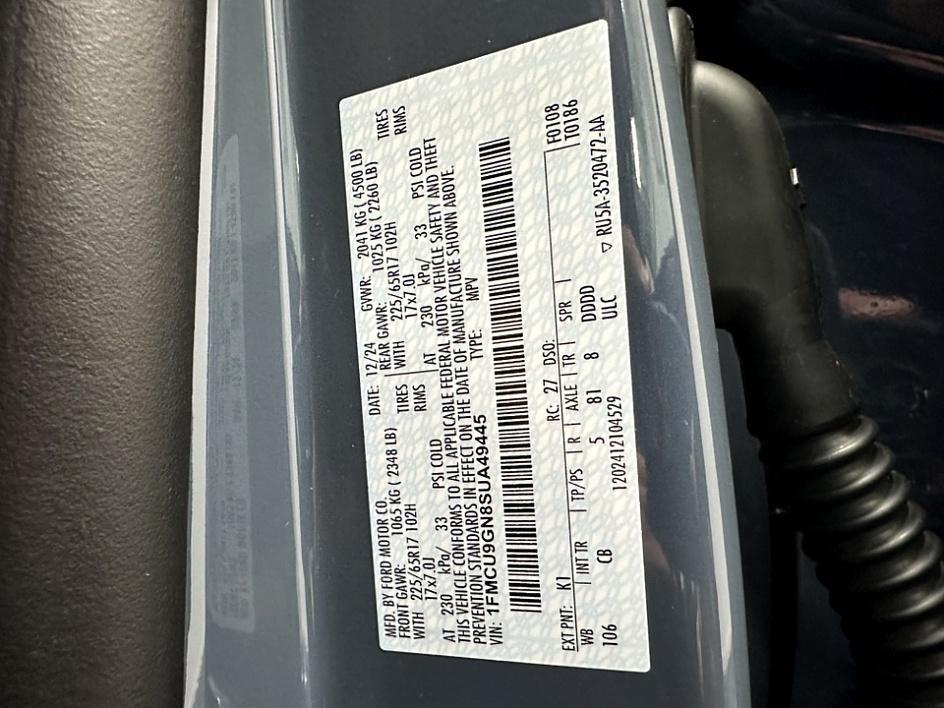 MFD. BY FORD MOTOR CO. DATE: 12/24 GVWR: 2041 KG ( 4500 LB)
FRONT GAWR: 1065 KG ( 2348 LB) REAR GAWR: 1025 KG ( 2260 LB)
WITH 225/65R17 102H TIRES WITH 225/65R17 102H TIRES
17x7.0J RIMS 17x7.0J RIMS
AT 230 kPa/ 33 PSI COLD AT 230 kPa/ 33 PSI COLD
THIS VEHICLE CONFORMS TO ALL APPLICABLE FEDERAL MOTOR VEHICLE SAFETY AND THEFT
PREVENTION STANDARDS IN EFFECT ON THE DATE OF MANUFACTURE SHOWN ABOVE.
VIN: 1FMCU9GN8SUA49445 TYPE: MPV
F0108
EXT PNT: K1 RC: 27 DSO: T0186
WB INT TR TP/PS R AXLE TR SPR
106 CB 5 81 8 DDDD
1202412104529 ULC ▽ RU5A-3520472-AA